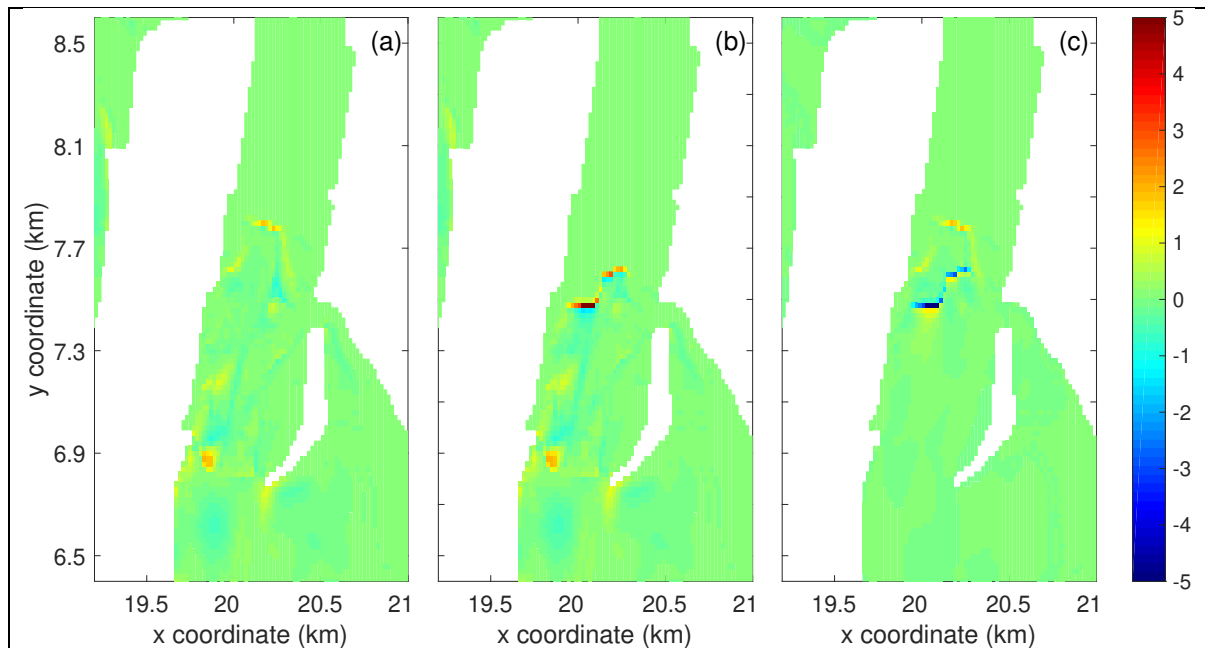 (a) (b) (c)
8.5
8.1
7.7
7.3
6.9
6.5
y coordinate (km)
19.5 20 20.5 21
x coordinate (km)
19.5 20 20.5 21
x coordinate (km)
19.5 20 20.5 21
x coordinate (km)
5
4
3
2
1
0
-1
-2
-3
-4
-5